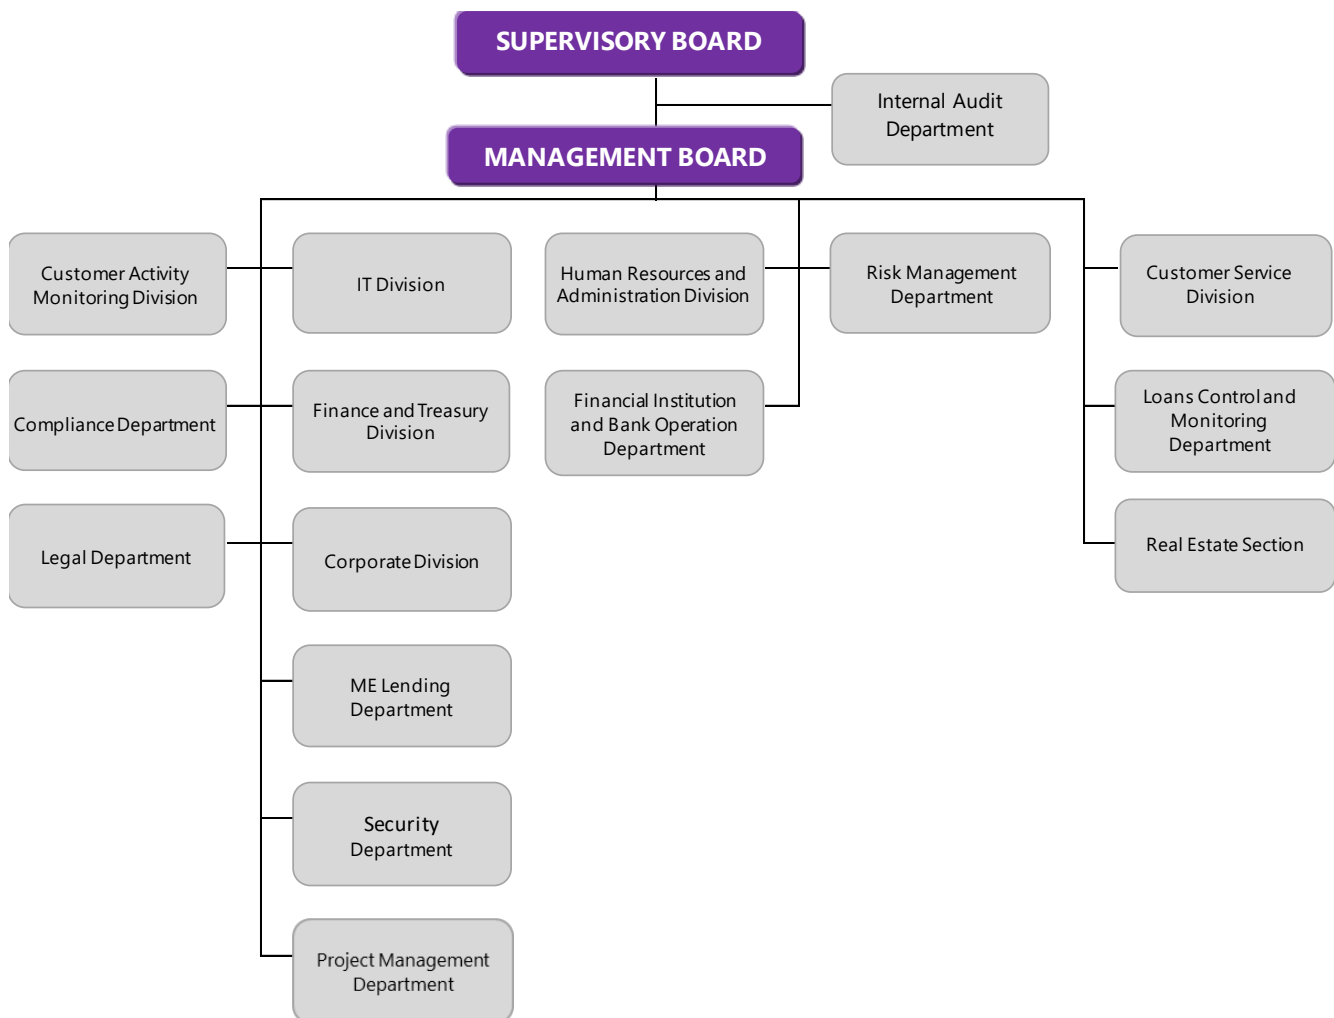 SUPERVISORY BOARD
Internal Audit
Department
MANAGEMENT BOARD
Customer Activity
Monitoring Division
IT Division
Human Resources and
Administration Division
Risk Management
Department
Customer Service
Division
Compliance Department
Finance and Treasury
Division
Financial Institution
and Bank Operation
Department
Loans Control and
Monitoring
Department
Legal Department
Corporate Division
Real Estate Section
ME Lending
Department
Security
Department
Project Management
Department